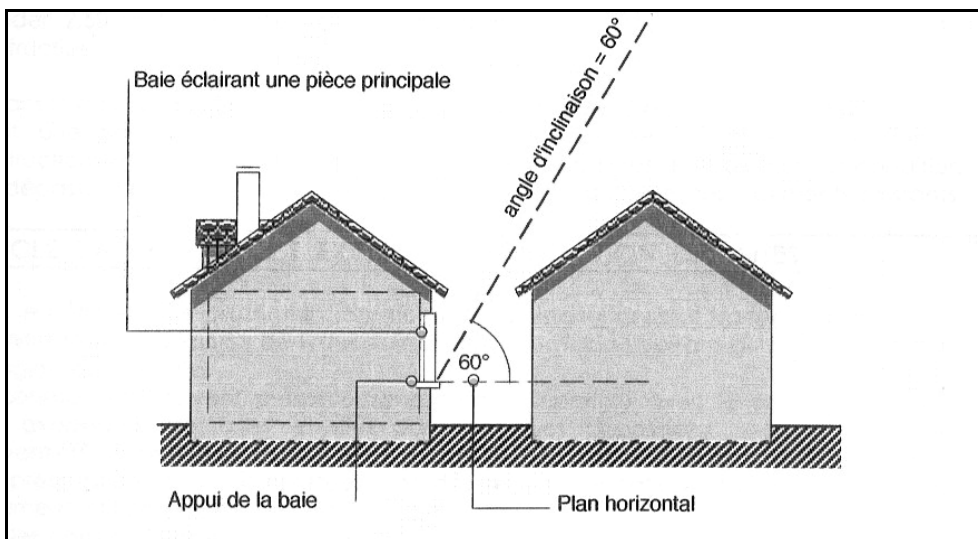 Baie éclairant une pièce principale
angle d'inclinaison = 60°
60°
Appui de la baie
Plan horizontal